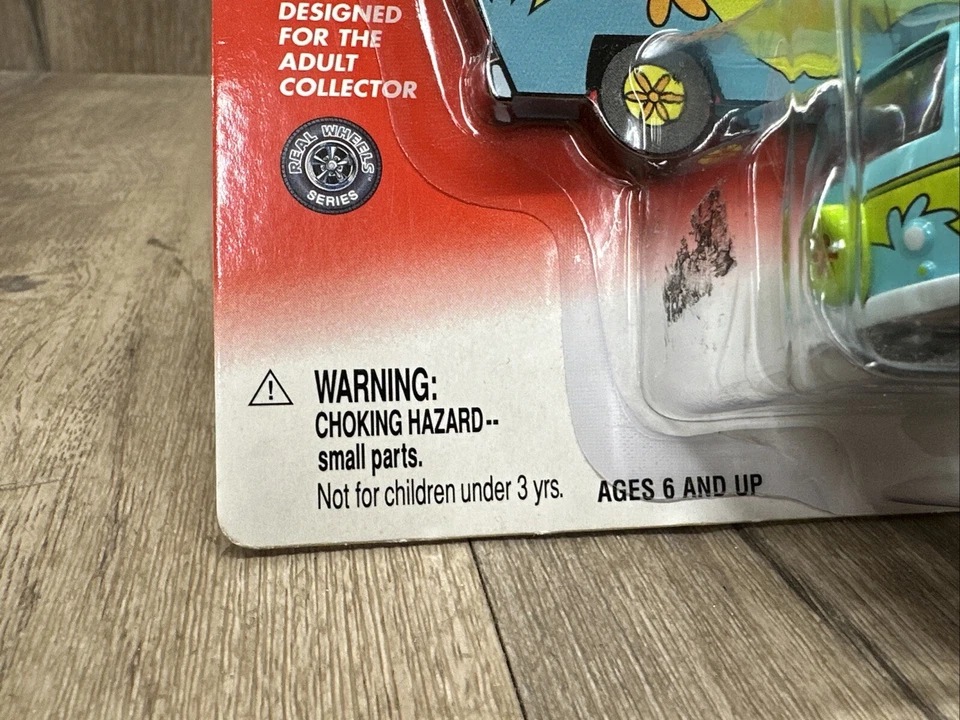 DESIGNED
FOR THE
ADULT
COLLECTOR
REAL WHEELS™
SERIES
WARNING:
CHOKING HAZARD--
small parts.
Not for children under 3 yrs.
AGES 6 AND UP